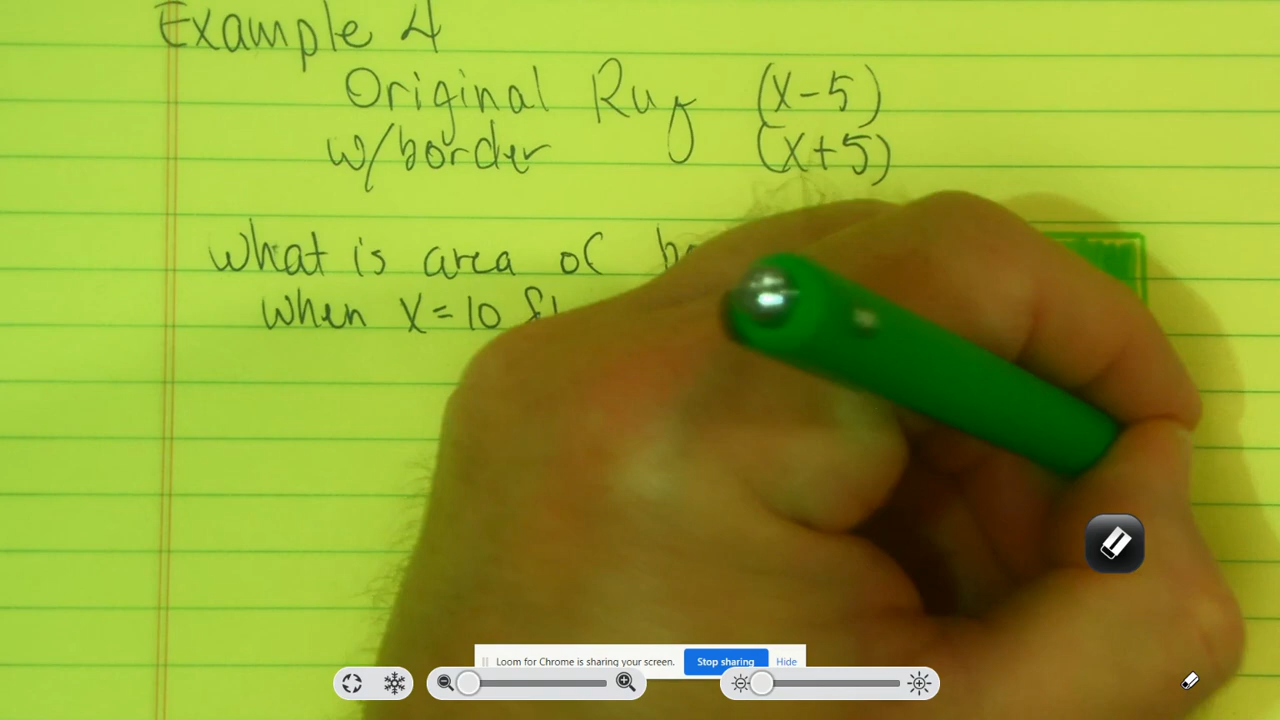 Example 4
Original Rug (x-5)
w/border (x+5)
What is area of
when x=10
Loom for Chrome is sharing your screen. Stop sharing Hide